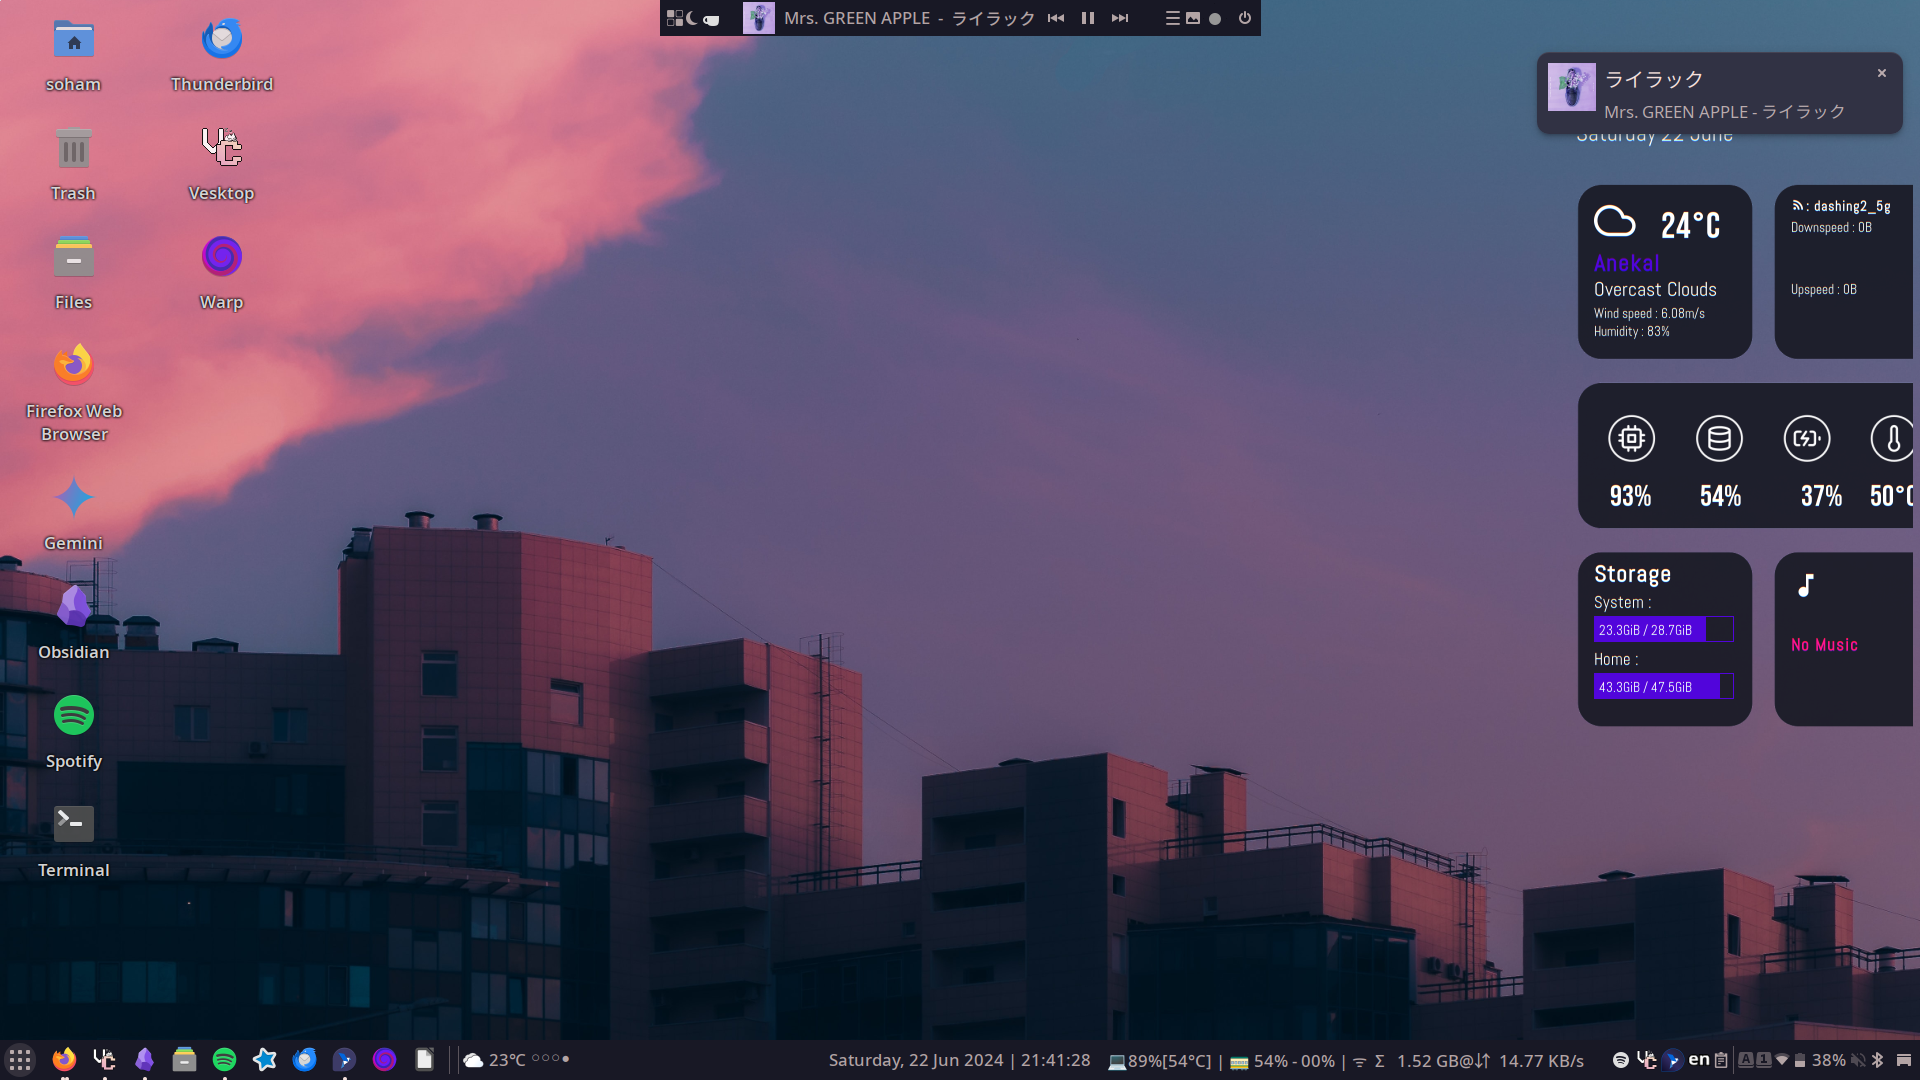 Mrs. GREEN APPLE - ライラック
soham
Thunderbird
Trash
Vesktop
Files
Warp
Firefox Web
Browser
Gemini
Obsidian
Spotify
Terminal
ライラック
Mrs. GREEN APPLE - ライラック
Saturday 22 June
24°C
Anekal
Overcast Clouds
Wind speed : 6.08m/s
Humidity : 83%
: dashing2_5g
Downspeed : 0B
Upspeed : 0B
93%
54%
37%
50°C
Storage
System :
23.3GiB / 28.7GiB
Home :
43.3GiB / 47.5GiB
No Music
23℃
Saturday, 22 Jun 2024 | 21:41:28
89%[54°C] | 54% - 00% | Σ 1.52 GB@↓↑ 14.77 KB/s
en
A
1
38%